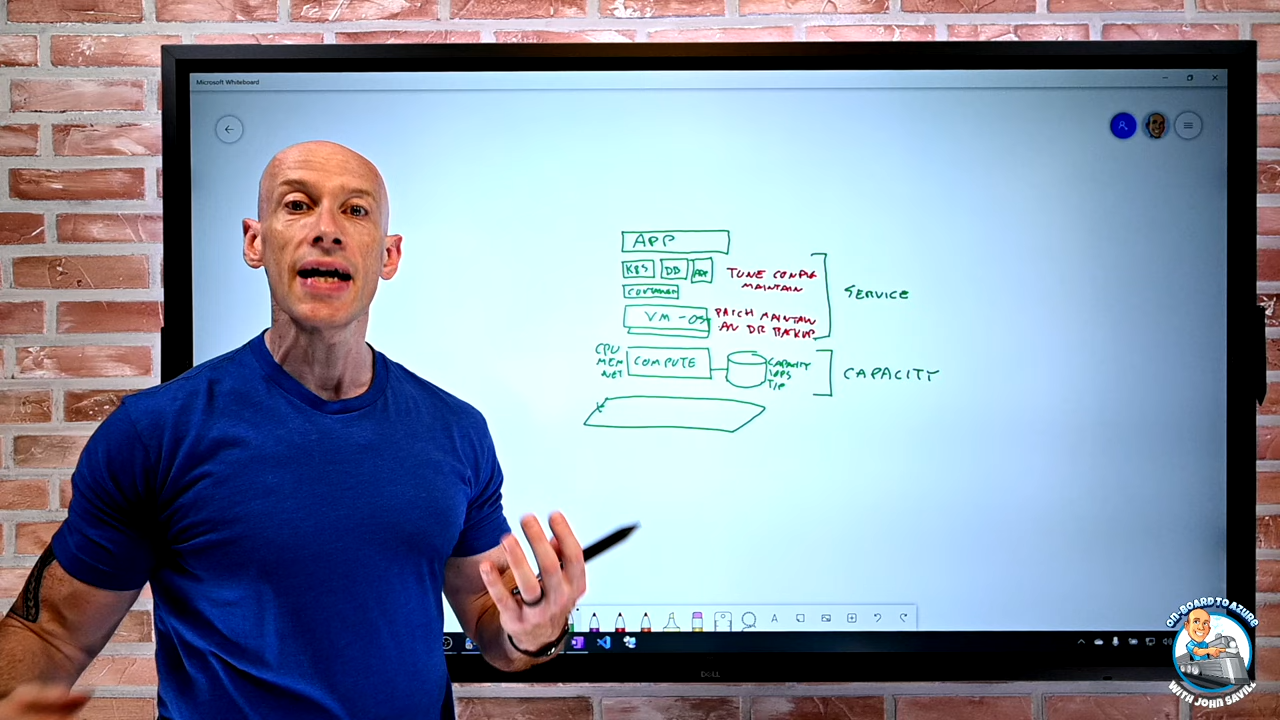 Microsoft Whiteboard
APP
K8S DB APP
CONTAINER
TUNE CONFIG
MAINTAIN
SERVICE
VM - OS
PATCH MAINTAIN
AV DR BACKUP
CPU
MEM
NET
COMPUTE
CAPACITY
IOPS
T/P
CAPACITY
DELL
ON-BOARD TO AZURE
WITH JOHN SAVILL